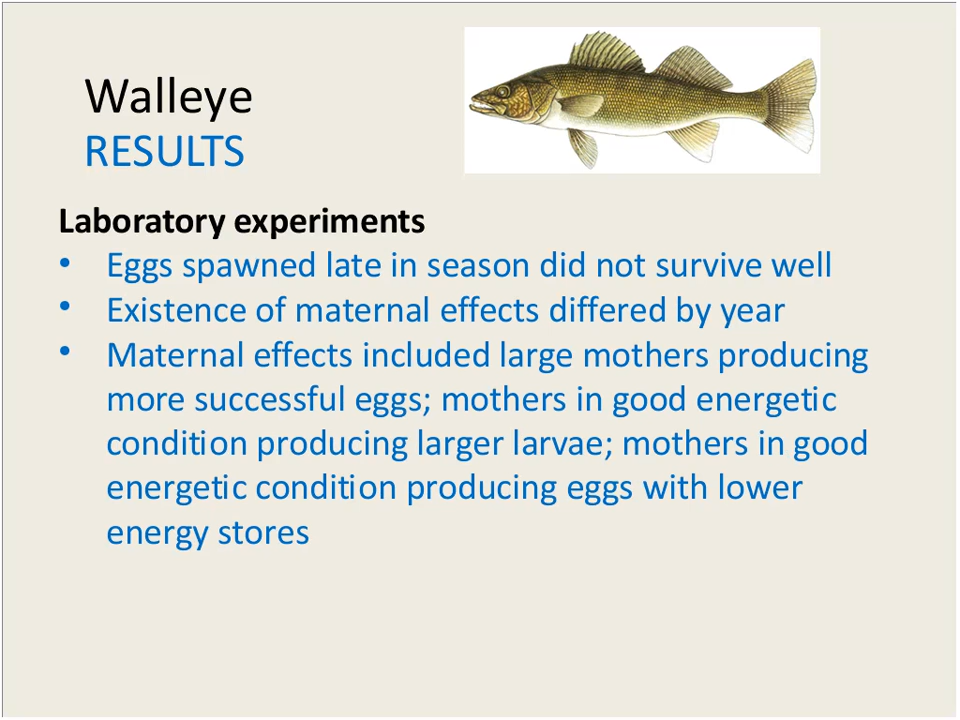 Walleye
RESULTS
Laboratory experiments
• Eggs spawned late in season did not survive well
• Existence of maternal effects differed by year
• Maternal effects included large mothers producing
more successful eggs; mothers in good energetic
condition producing larger larvae; mothers in good
energetic condition producing eggs with lower
energy stores